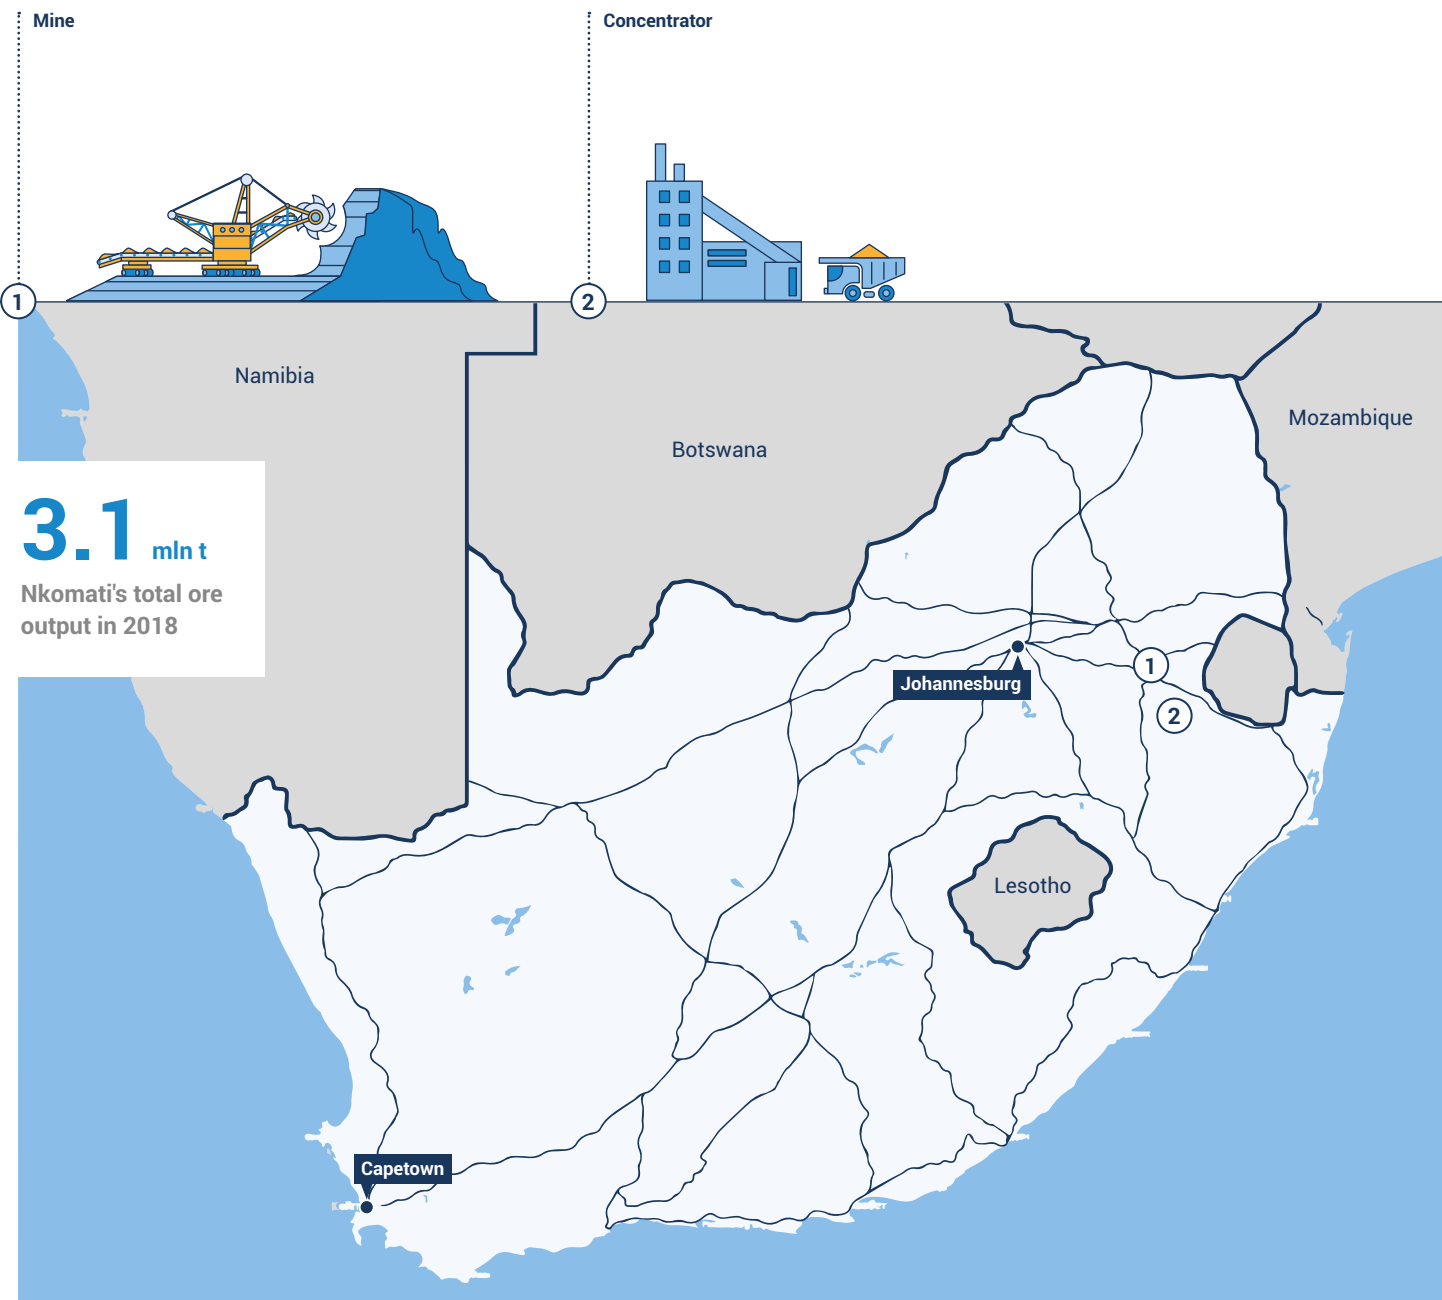 Mine
Concentrator
1
2
Namibia
Mozambique
Botswana
3.1 mln t
Nkomati's total ore
output in 2018
1
Johannesburg
2
Lesotho
Capetown